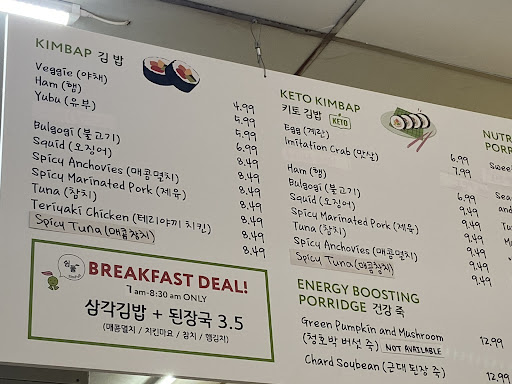 KIMBAP 김밥
Veggie (야채) 4.99
Ham (햄) 5.99
Yubu (유부) 5.99
Bulgogi (불고기) 6.99
Squid (오징어) 8.49
Spicy Anchovies (매콤멸치) 8.49
Spicy Marinated Pork (제육) 8.49
Tuna (참치) 8.49
Teriyaki Chicken (테리야끼 치킨) 8.49
Spicy Tuna (매콤참치) 8.49
BREAKFAST DEAL!
7am-8:30 am ONLY
삼각김밥 + 된장국 3.5
(매콤멸치 / 치킨마요 / 참치 / 햄김치)
KETO KIMBAP
키토 김밥 KETO
Egg (계란) 6.99
Imitation Crab (맛살) 7.99
Ham (햄) 6.99
Bulgogi (불고기) 9.49
Squid (오징어) 9.49
Spicy Marinated Pork (제육) 9.49
Tuna (참치) 9.49
Spicy Anchovies (매콤멸치) 9.49
Spicy Tuna (매콤참치) 9.49
ENERGY BOOSTING
PORRIDGE 건강 죽
Green Pumpkin and Mushroom 12.99
(청호박 버섯 죽) NOT AVAILABLE
Chard Soybean (근대 된장 죽) 12.99